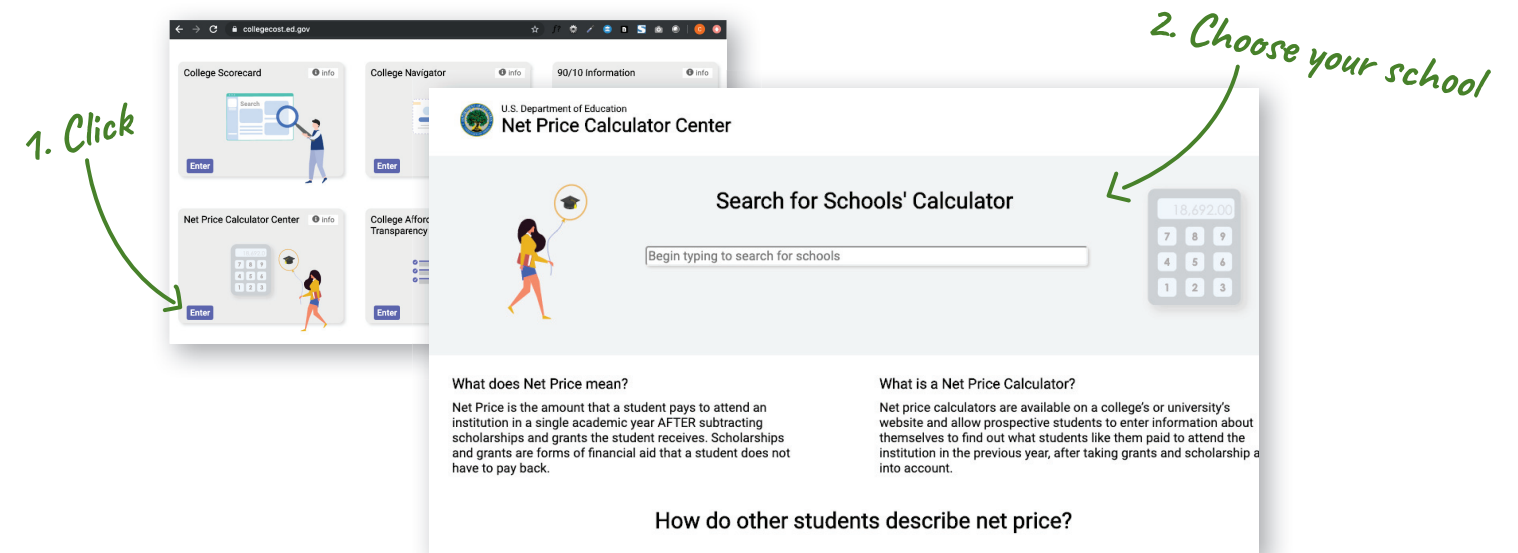 1. Click
2. Choose your school
collegecost.ed.gov
College Scorecard
info
Search
Enter
College Navigator
info
Enter
90/10 Information
info
Net Price Calculator Center
info
7 8 9
4 5 6
1 2 3
Enter
College Afford
Transparency
Enter
U.S. Department of Education
Net Price Calculator Center
Search for Schools' Calculator
Begin typing to search for schools
18,692.00
7 8 9
4 5 6
1 2 3
What does Net Price mean?
Net Price is the amount that a student pays to attend an
institution in a single academic year AFTER subtracting
scholarships and grants the student receives. Scholarships
and grants are forms of financial aid that a student does not
have to pay back.
What is a Net Price Calculator?
Net price calculators are available on a college's or university's
website and allow prospective students to enter information about
themselves to find out what students like them paid to attend the
institution in the previous year, after taking grants and scholarship a
into account.
How do other students describe net price?